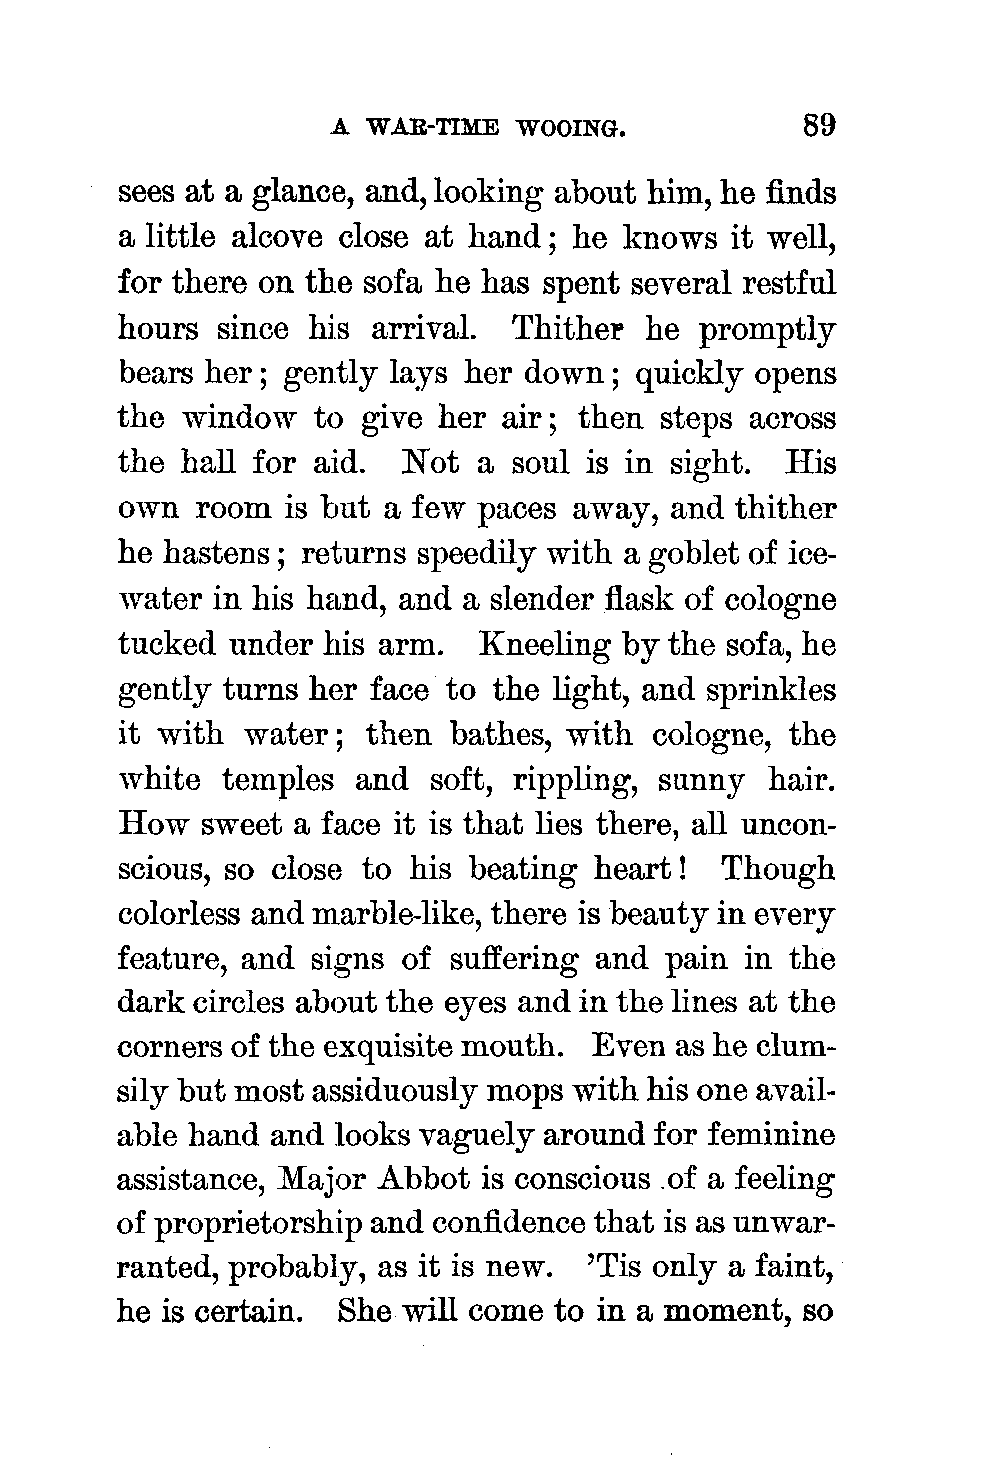 A WAR-TIME WOOING. 89
sees at a glance, and, looking about him, he finds
a little alcove close at hand; he knows it well,
for there on the sofa he has spent several restful
hours since his arrival. Thither he promptly
bears her; gently lays her down; quickly opens
the window to give her air; then steps across
the hall for aid. Not a soul is in sight. His
own room is but a few paces away, and thither
he hastens; returns speedily with a goblet of ice-
water in his hand, and a slender flask of cologne
tucked under his arm. Kneeling by the sofa, he
gently turns her face to the light, and sprinkles
it with water; then bathes, with cologne, the
white temples and soft, rippling, sunny hair.
How sweet a face it is that lies there, all uncon-
scious, so close to his beating heart! Though
colorless and marble-like, there is beauty in every
feature, and signs of suffering and pain in the
dark circles about the eyes and in the lines at the
corners of the exquisite mouth. Even as he clum-
sily but most assiduously mops with his one avail-
able hand and looks vaguely around for feminine
assistance, Major Abbot is conscious of a feeling
of proprietorship and confidence that is as unwar-
ranted, probably, as it is new. 'Tis only a faint,
he is certain. She will come to in a moment, so